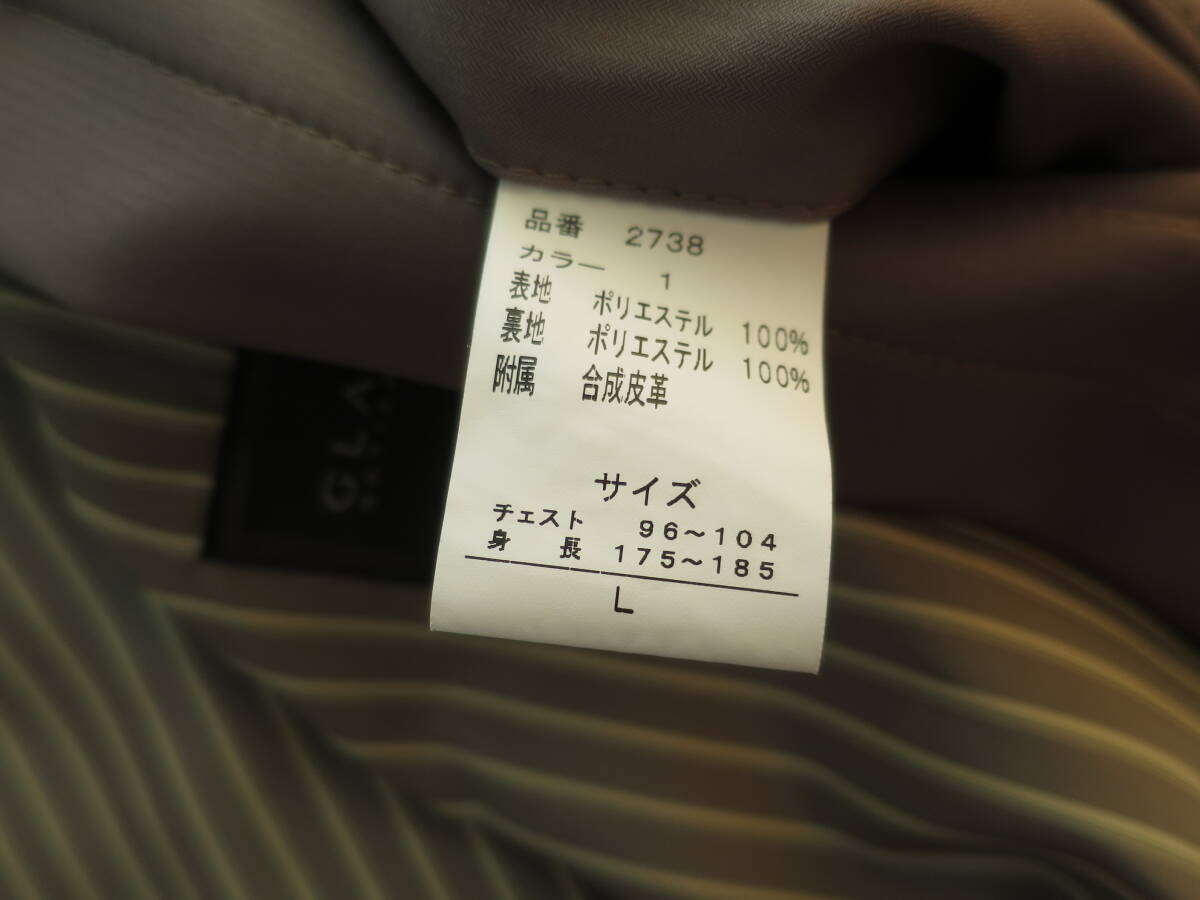 品番 2738
カラー 1
表地 ポリエステル 100%
裏地 ポリエステル 100%
附属 合成皮革
サイズ
チェスト 96～104
身長 175～185
L